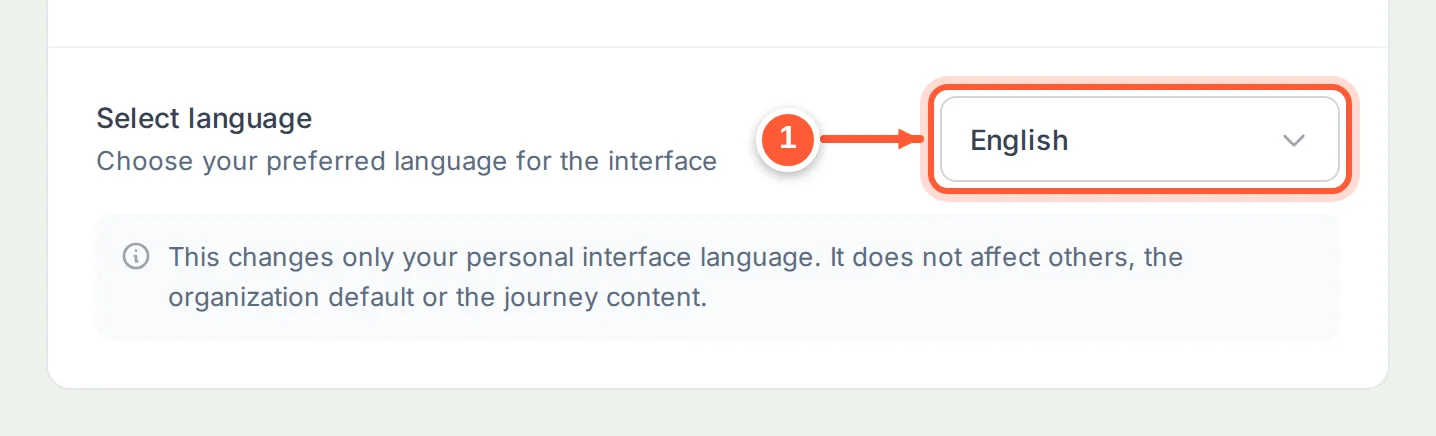 Select language
Choose your preferred language for the interface
1
English
This changes only your personal interface language. It does not affect others, the
organization default or the journey content.